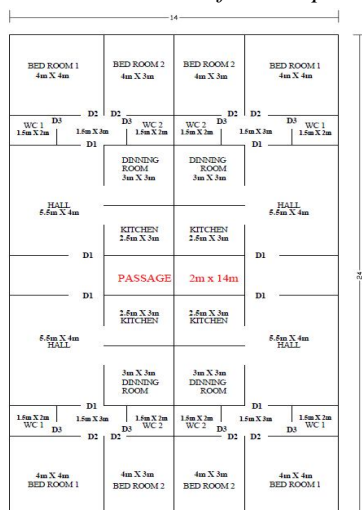 14
BED ROOM 1 BED ROOM 2 BED ROOM 2 BED ROOM 1
4m X 4m 4m X 3m 4m X 3m 4m X 4m
D2 D2 D2 D2
WC 1 D3 D3 WC 2 WC 2 D3 D3 WC 1
1.5m X 2m 1.5m X 3m 1.5m X 2m 1.5m X 2m 1.5m X 3m 1.5m X 2m
D1 D1
DINNING DINNING
ROOM ROOM
3m X 3m 3m X 3m
HALL HALL
5.5m X 4m 5.5m X 4m
KITCHEN KITCHEN
2.5m X 3m 2.5m X 3m
D1 D1
PASSAGE 2m x 14m
24
D1 D1
2.5m X 3m 2.5m X 3m
KITCHEN KITCHEN
5.5m X 4m 5.5m X 4m
HALL HALL
3m X 3m 3m X 3m
DINNING DINNING
ROOM ROOM
D1 D1
1.5m X 2m 1.5m X 3m 1.5m X 2m 1.5m X 2m 1.5m X 3m 1.5m X 2m
WC 1 D3 D3 WC 2 WC 2 D3 D3 WC 1
D2 D2 D2 D2
4m X 4m 4m X 3m 4m X 3m 4m X 4m
BED ROOM 1 BED ROOM 2 BED ROOM 2 BED ROOM 1